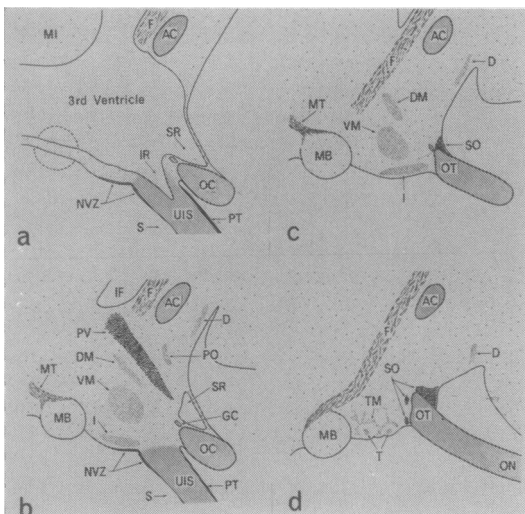 MI
F
AC
3rd Ventricle
SR
IR
OC
NVZ
UIS
S
PT
a
F
AC
D
MT
DM
VM
SO
MB
OT
I
c
IF
F
AC
D
PV
DM
PO
MT
VM
SR
I
GC
MB
OC
NVZ
UIS
S
PT
b
AC
F
D
SO
TM
OT
MB
T
ON
d